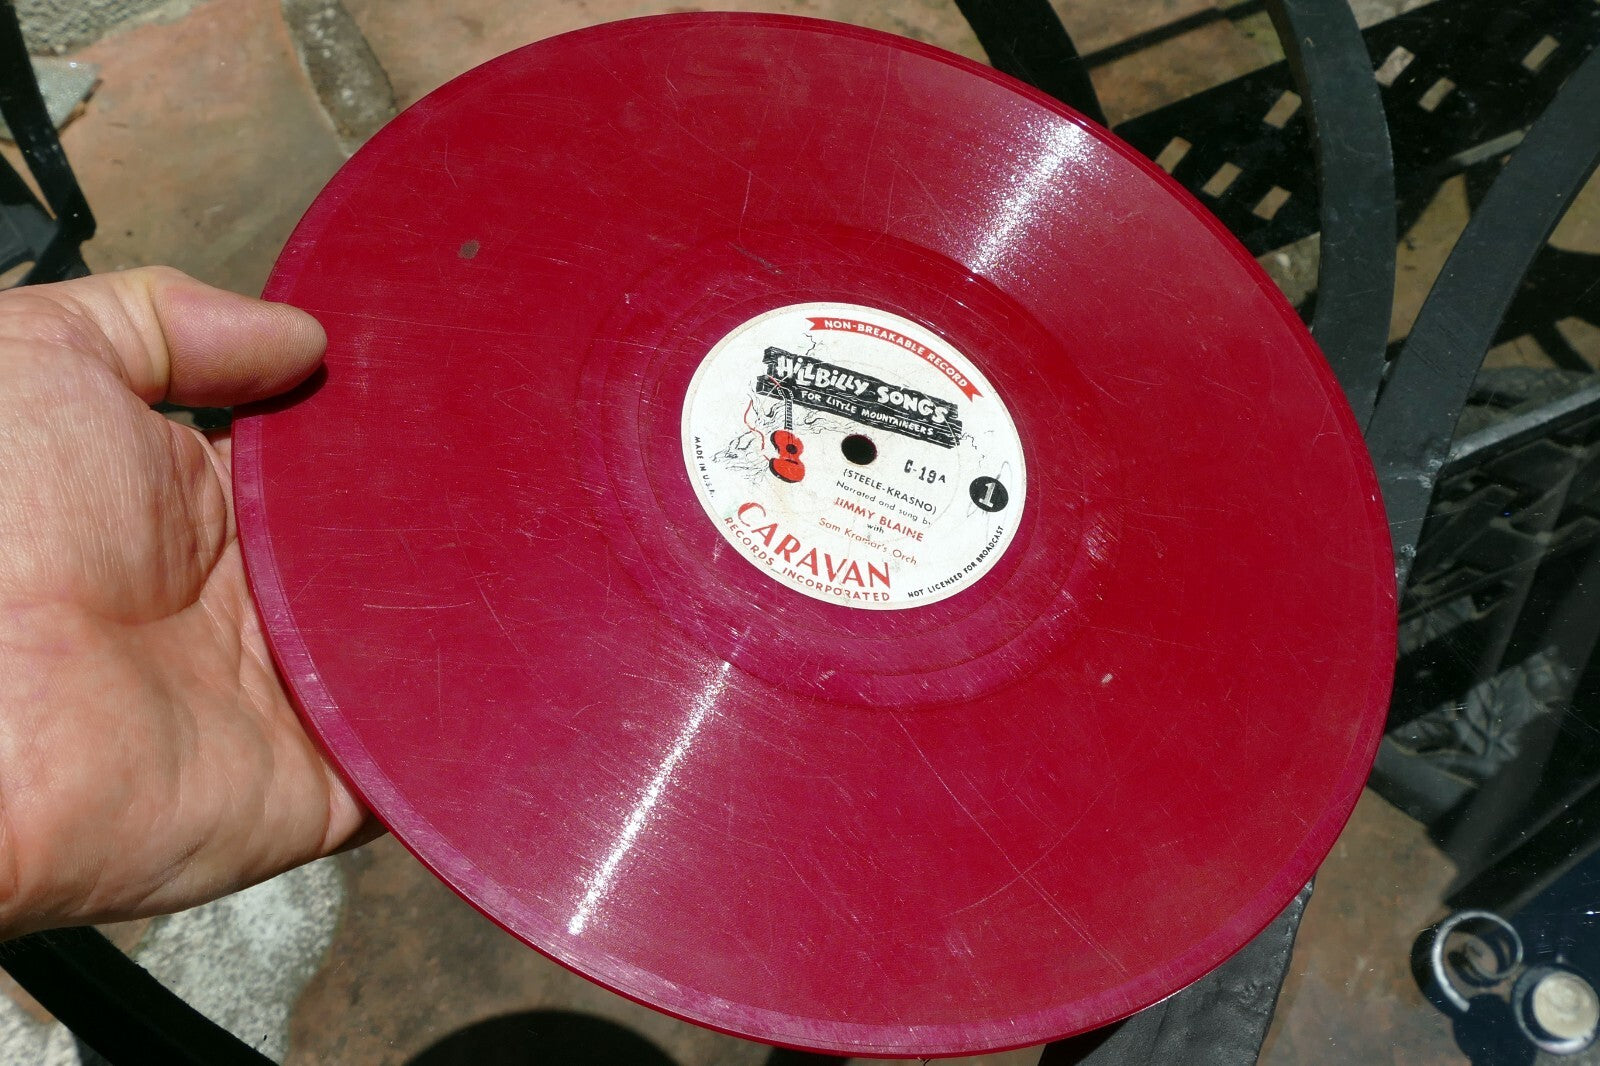 NON-BREAKABLE RECORD
HiLLBiLLY SONGS
FOR LITTLE MOUNTAINEERS
C-19A
1
(STEELE-KRASNO)
Narrated and sung by
JIMMY BLAINE
with
Sam Kramar's Orch.
CARAVAN
RECORDS INCORPORATED
MADE IN U.S.A.
NOT LICENSED FOR BROADCAST